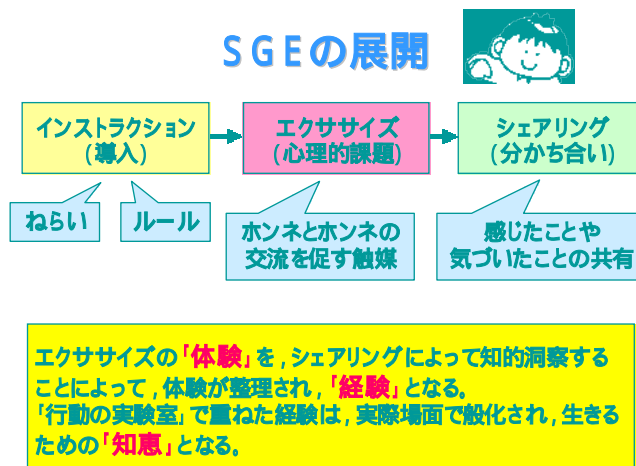 SGEの展開
インストラクション
(導入)
エクササイズ
(心理的課題)
シェアリング
(分かち合い)
ねらい
ルール
ホンネとホンネの
交流を促す触媒
感じたことや
気づいたことの共有
エクササイズの「体験」を,シェアリングによって知的洞察する
ことによって,体験が整理され,「経験」となる。
「行動の実験室」で重ねた経験は,実際場面で般化され,生きる
ための「知恵」となる。